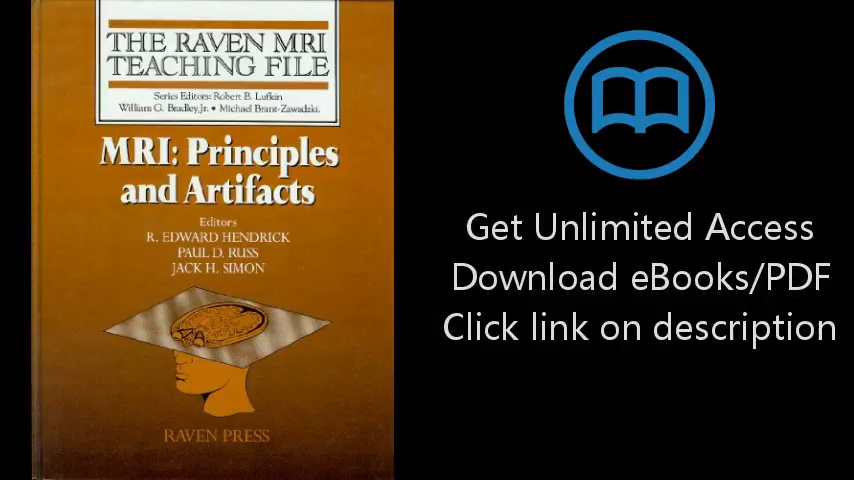 THE RAVEN MRI
TEACHING FILE
Series Editors: Robert B. Lufkin
William G. Bradley, Jr. • Michael Brant-Zawadzki.
MRI: Principles
and Artifacts
Editors
R. EDWARD HENDRICK
PAUL D. RUSS
JACK H. SIMON
RAVEN PRESS
Get Unlimited Access
Download eBooks/PDF
Click link on description